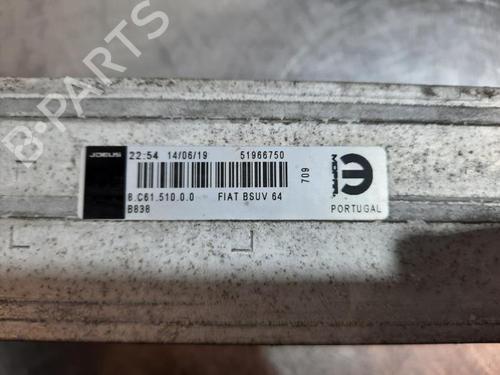 B-PARTS
JDEUS
22:54 14/06/19 51966750
8.C61.510.0.0 FIAT BSUV 64
B838
709
MOPAR
PORTUGAL